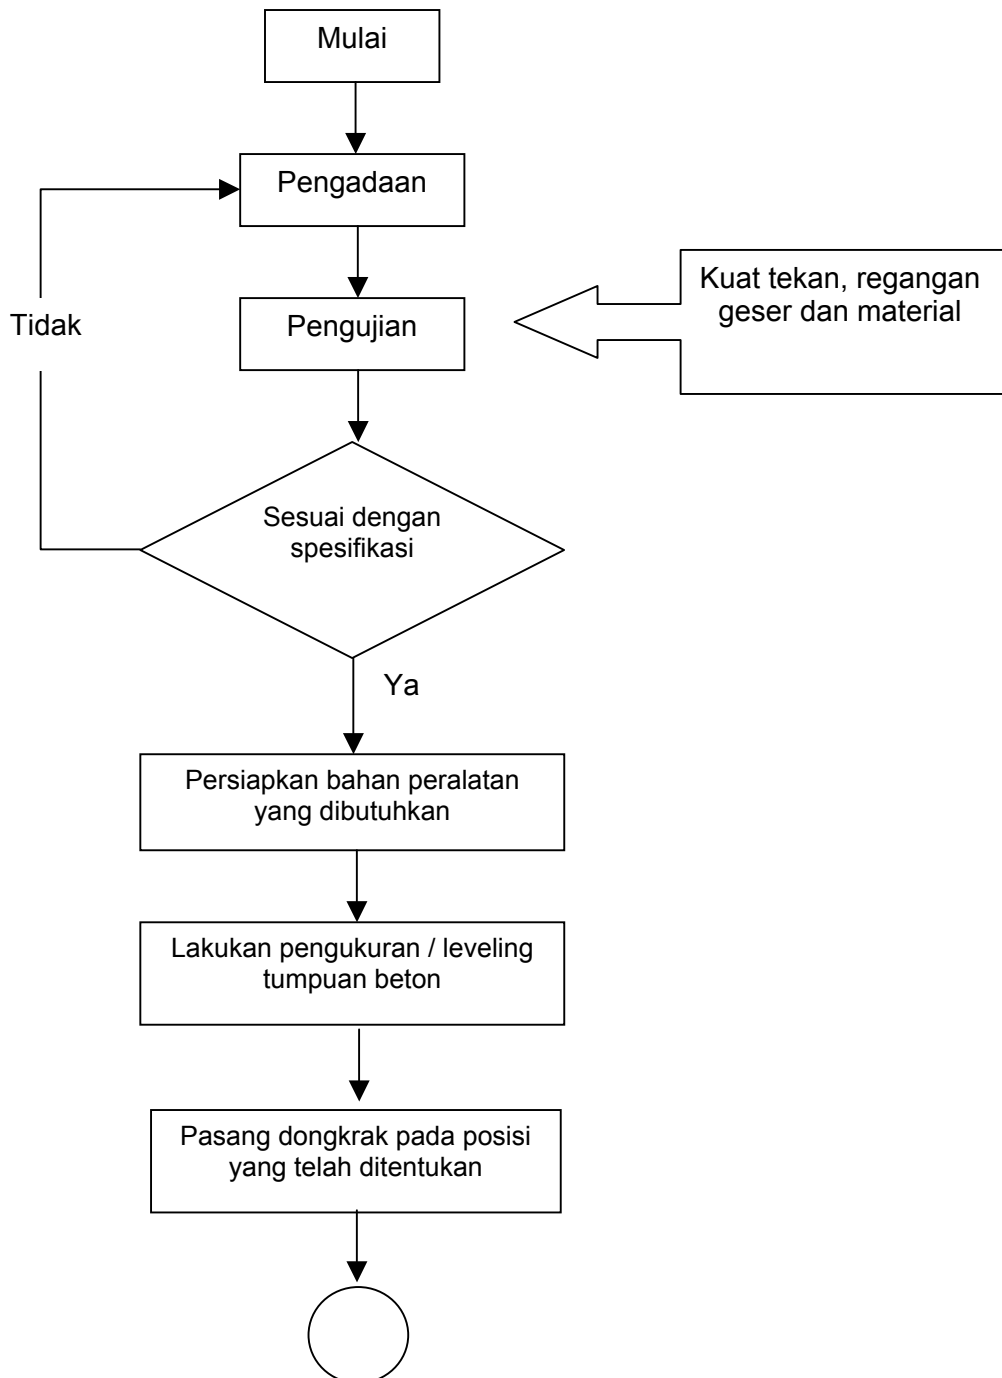 Mulai
Pengadaan
Kuat tekan, regangan
geser dan material
Tidak
Pengujian
Sesuai dengan
spesifikasi
Ya
Persiapkan bahan peralatan
yang dibutuhkan
Lakukan pengukuran / leveling
tumpuan beton
Pasang dongkrak pada posisi
yang telah ditentukan